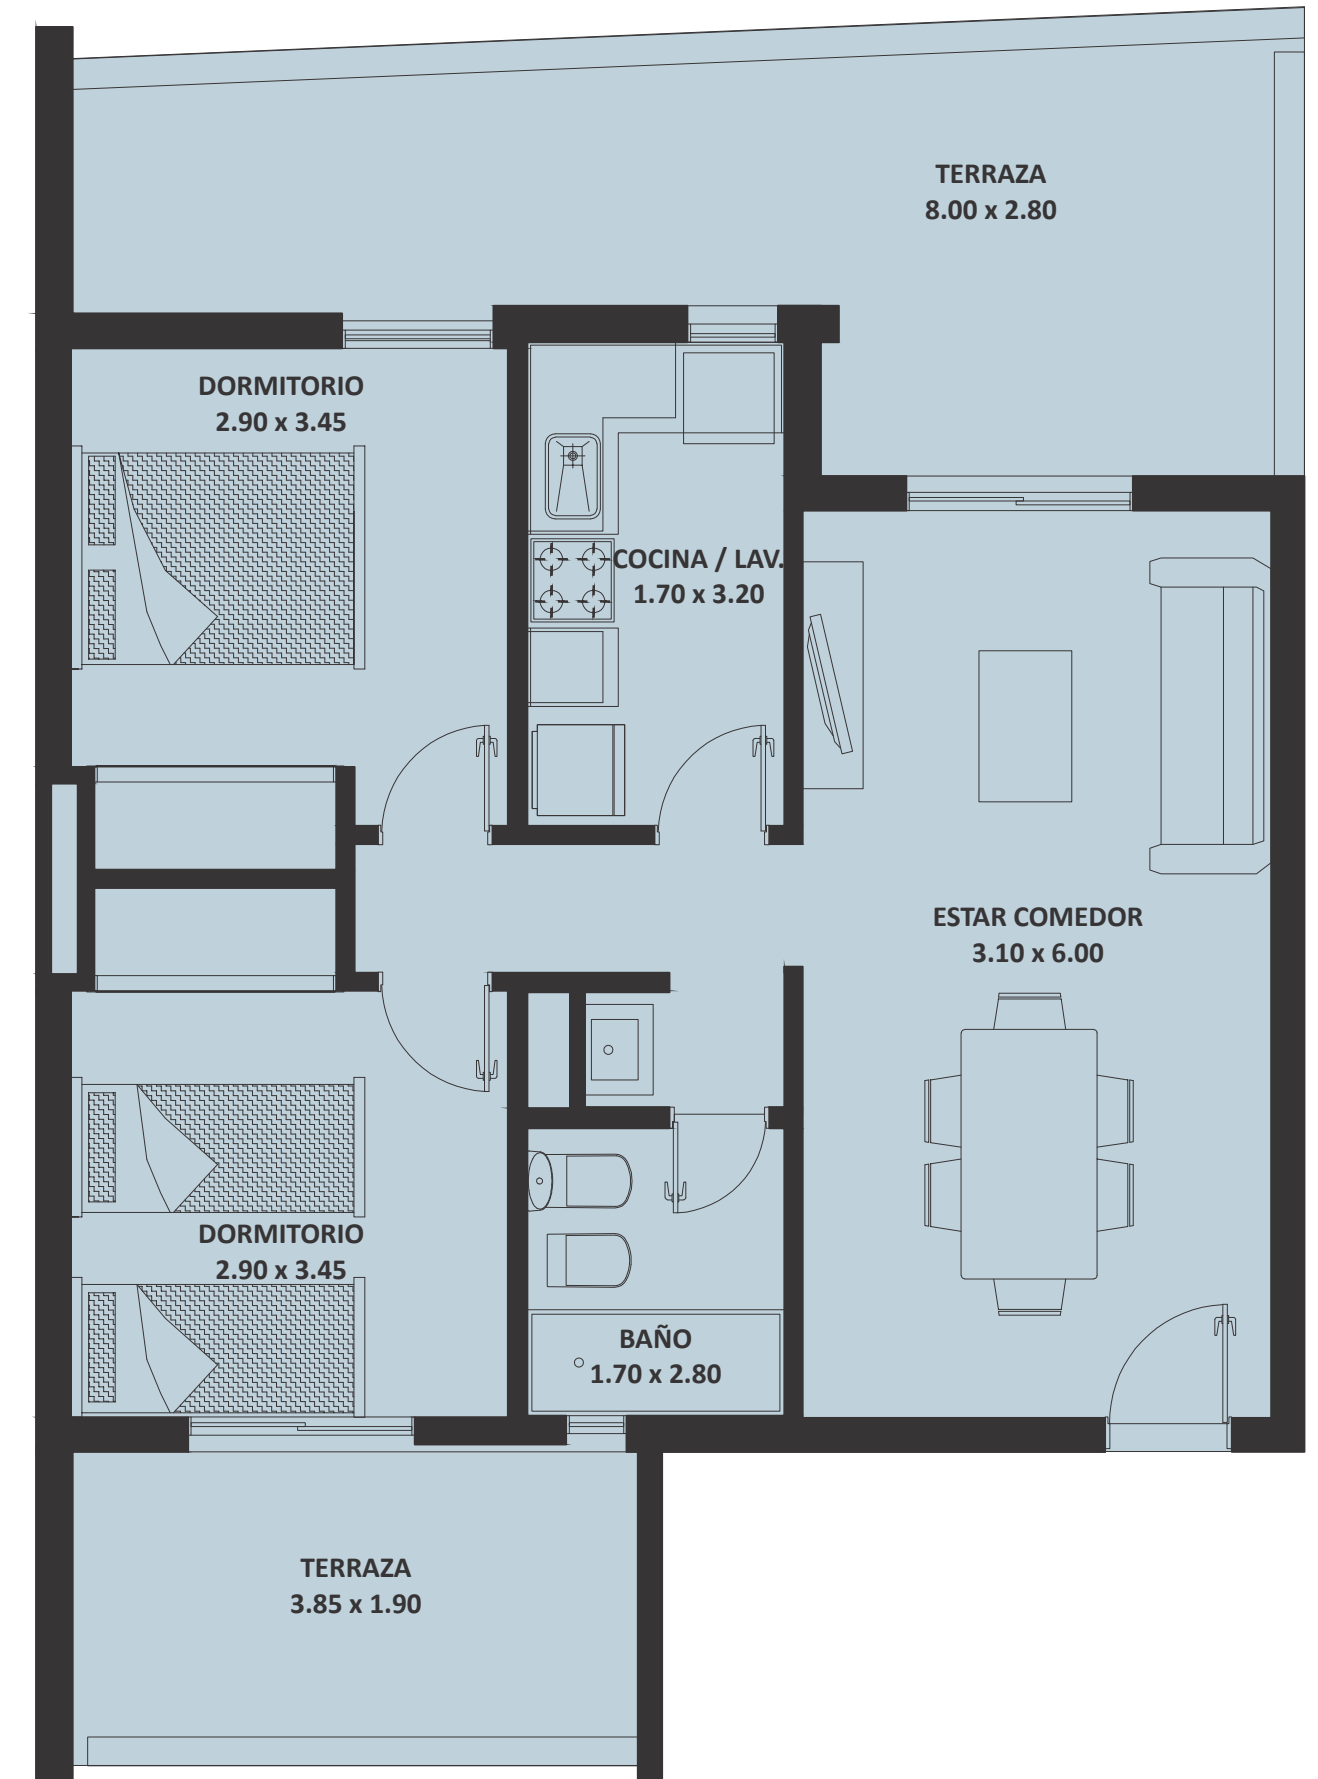 TERRAZA
8.00 x 2.80
DORMITORIO
2.90 x 3.45
COCINA / LAV.
1.70 x 3.20
ESTAR COMEDOR
3.10 x 6.00
DORMITORIO
2.90 x 3.45
BAÑO
1.70 x 2.80
TERRAZA
3.85 x 1.90